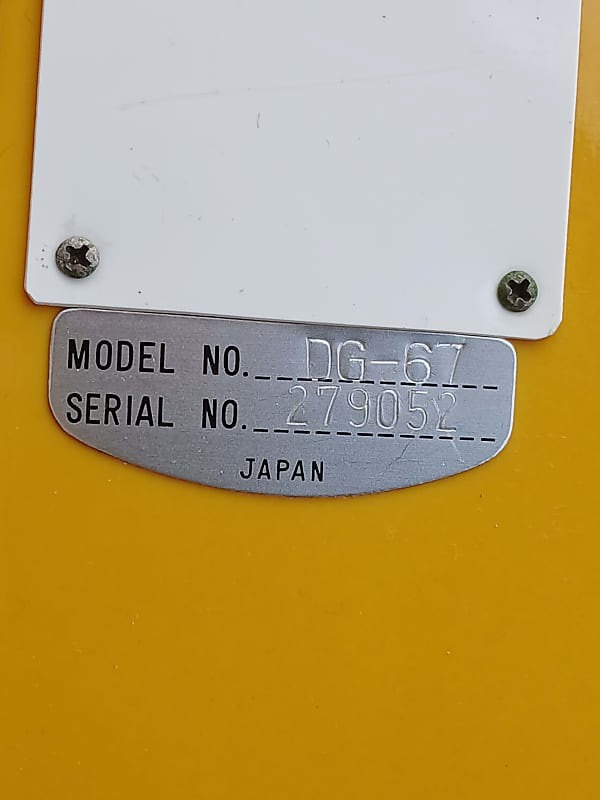 MODEL NO. DG-67
SERIAL NO. 279052
JAPAN